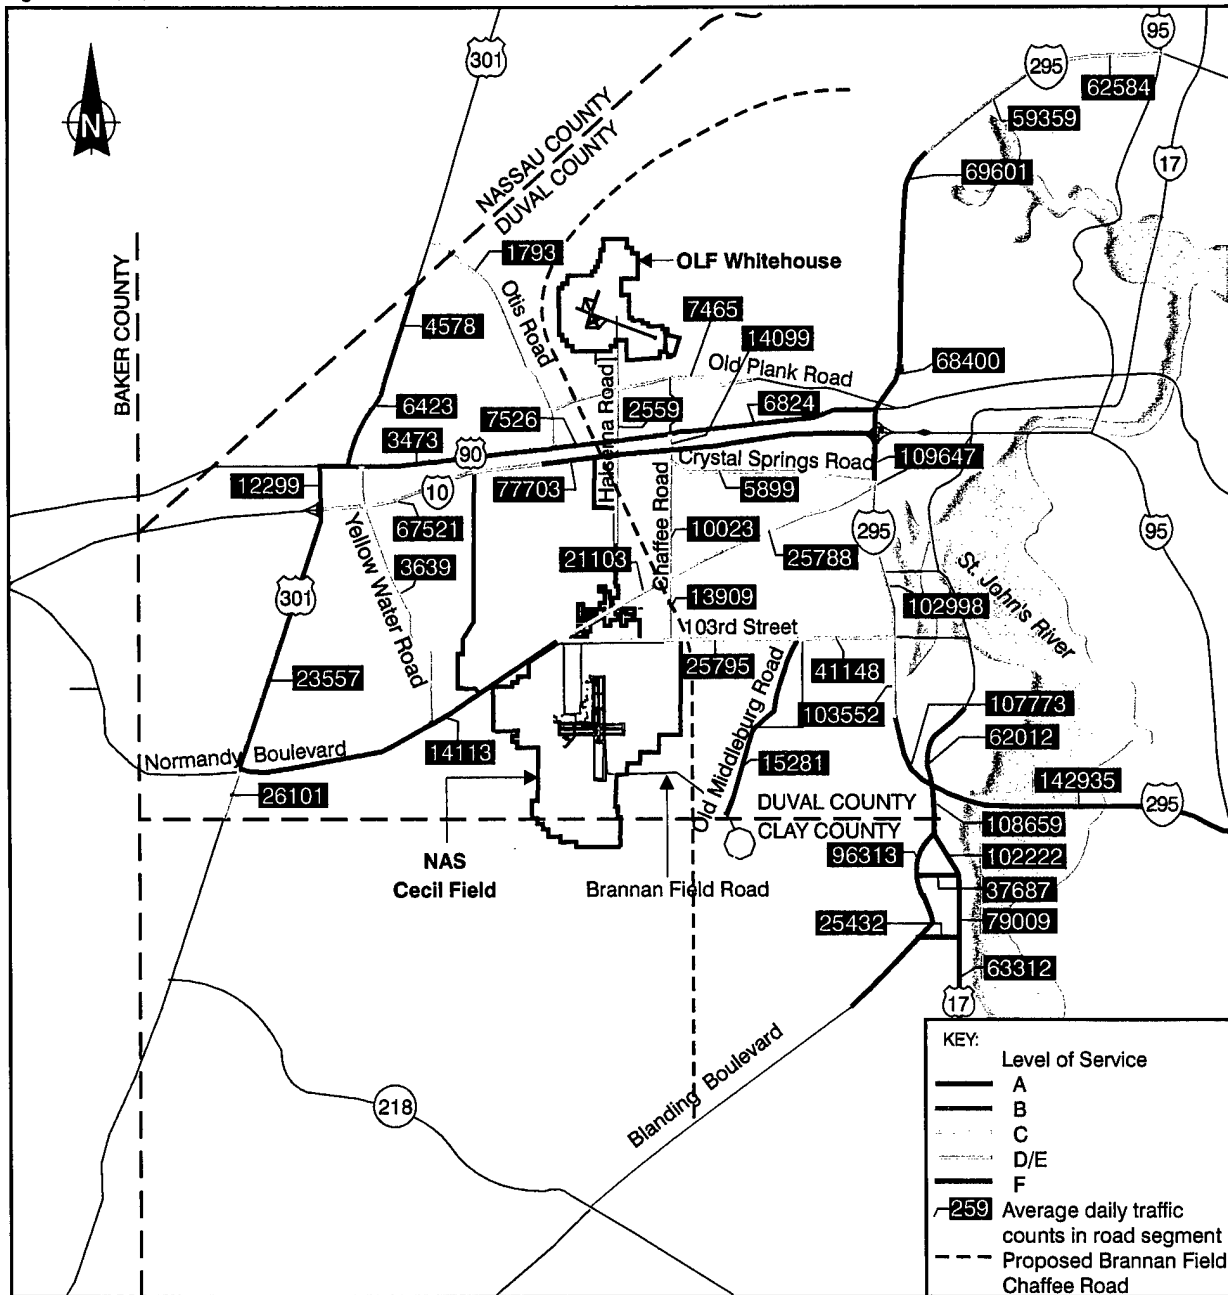 95
301
295
62584
59359
NASSAU COUNTY
DUVAL COUNTY
N
17
69601
1793
OLF Whitehouse
BAKER COUNTY
Otis Road
7465
14099
4578
Old Plank Road
68400
6423
7526
2559
6824
3473
90
Halsema Road
Crystal Springs Road
109647
12299
10
77703
5899
67521
Chaffee Road
10023
295
95
Yellow Water Road
21103
25788
3639
301
St. John's River
102998
13909
103rd Street
25795
41148
23557
Old Middleburg Road
103552
107773
Normandy Boulevard
14113
62012
15281
142935
26101
DUVAL COUNTY
295
CLAY COUNTY
108659
96313
102222
NAS
Cecil Field
Brannan Field Road
37687
25432
79009
63312
17
Blanding Boulevard
218
KEY:
Level of Service
A
B
C
D/E
F
259 Average daily traffic
counts in road segment
Proposed Brannan Field
Chaffee Road